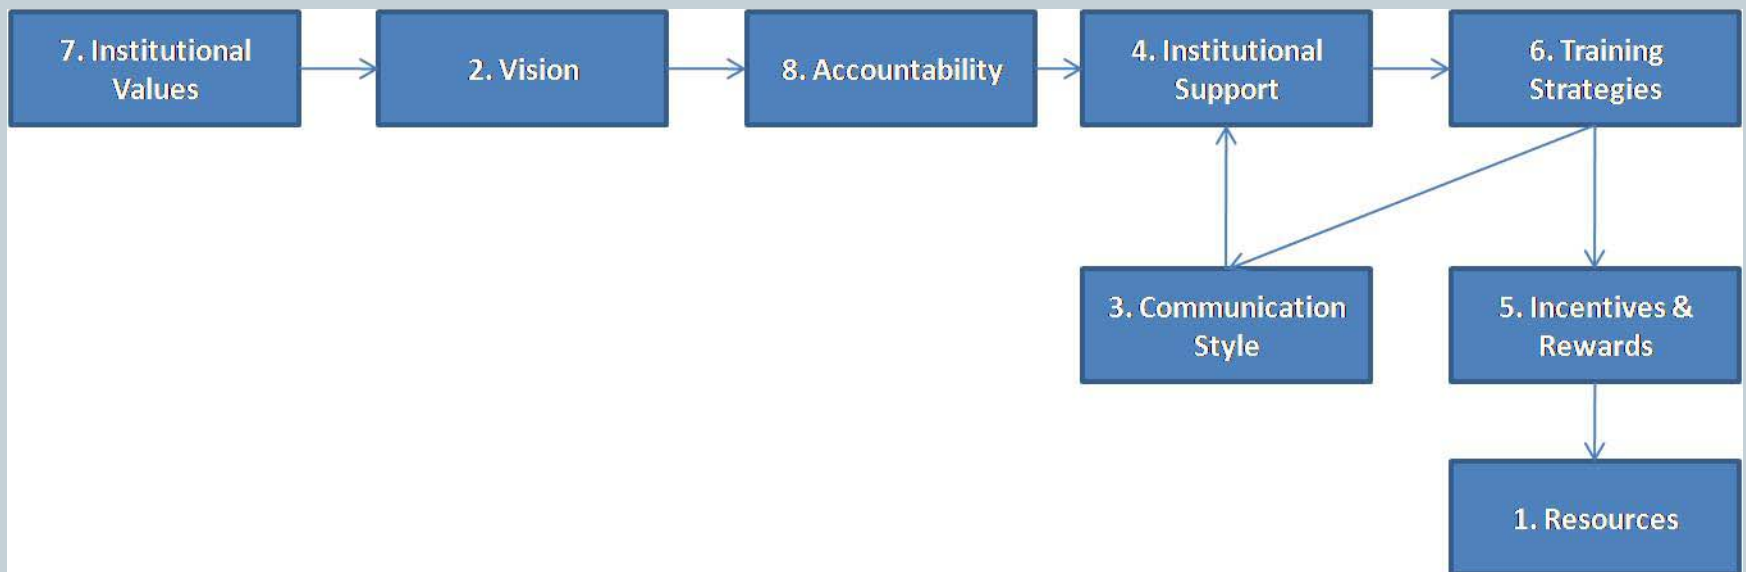 7. Institutional
Values
2. Vision
8. Accountability
4. Institutional
Support
6. Training
Strategies
3. Communication
Style
5. Incentives &
Rewards
1. Resources